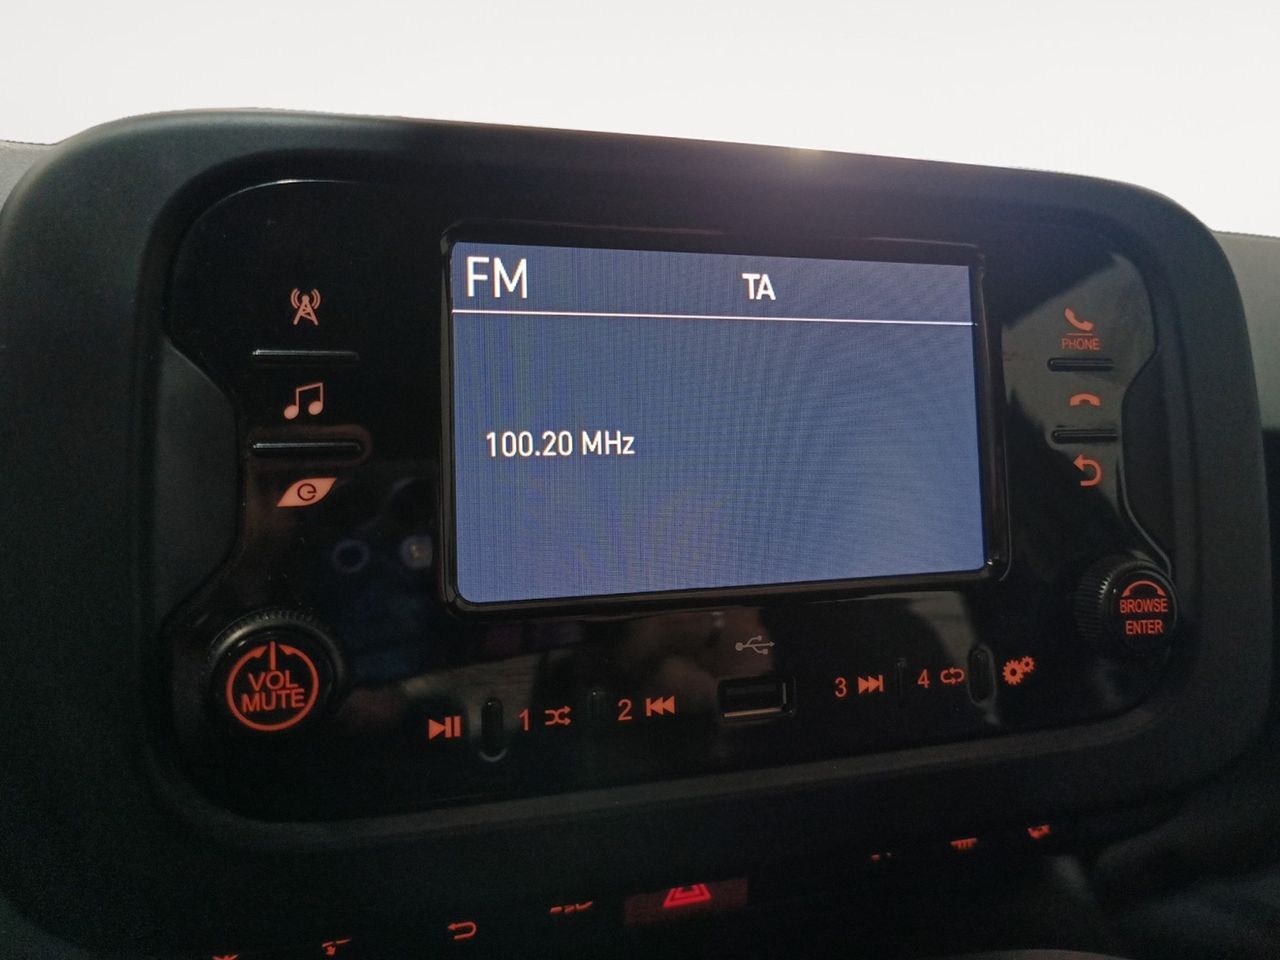 FM TA
100.20 MHz
PHONE
VOL
MUTE
BROWSE
ENTER
1 2 3 4